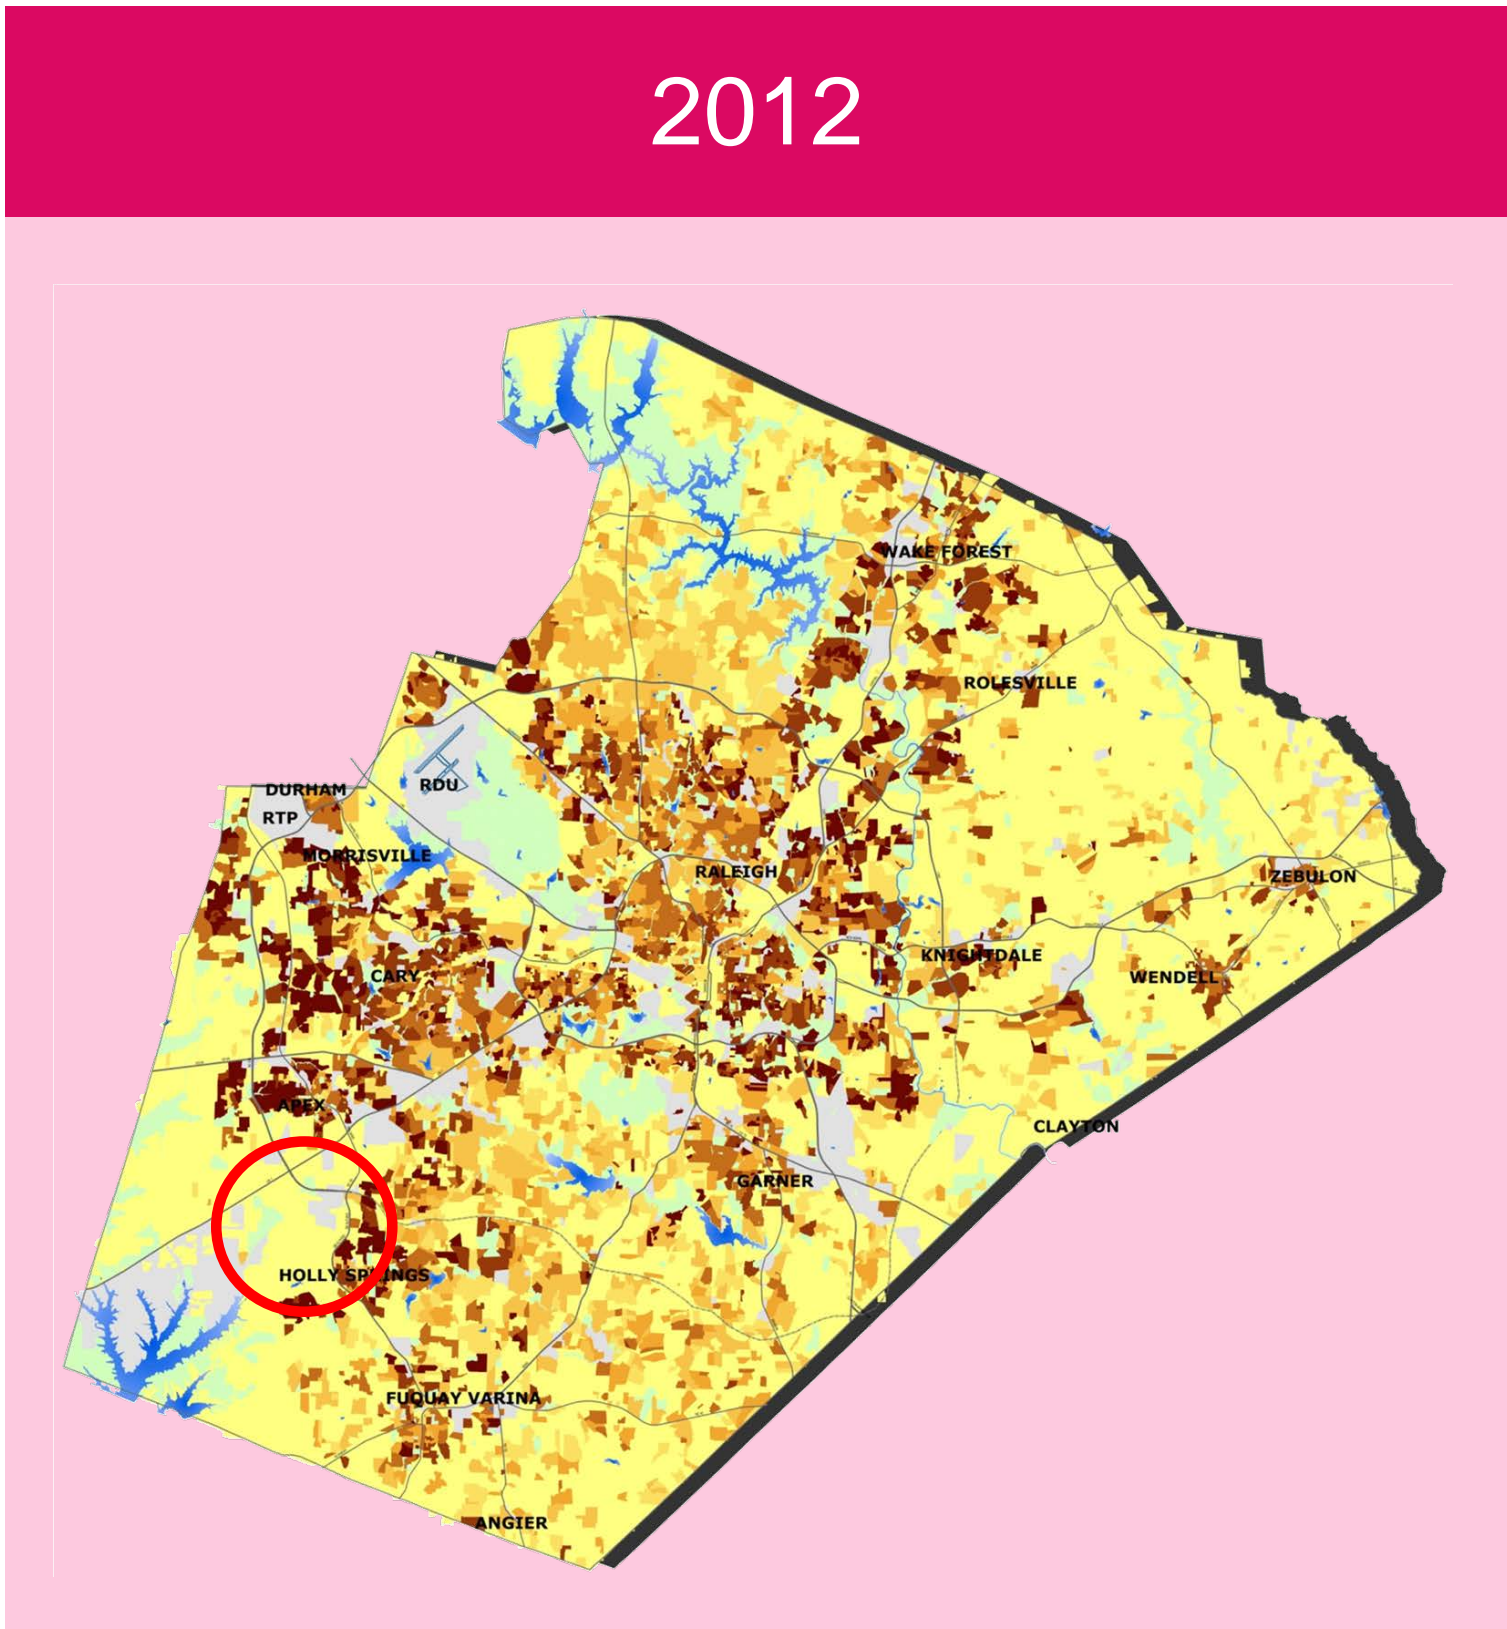 2012
WAKE FOREST
ROLESVILLE
DURHAM
RDU
RTP
MORRISVILLE
RALEIGH
ZEBULON
KNIGHTDALE
CARY
WENDELL
APEX
CLAYTON
GARNER
HOLLY SPRINGS
FUQUAY VARINA
ANGIER